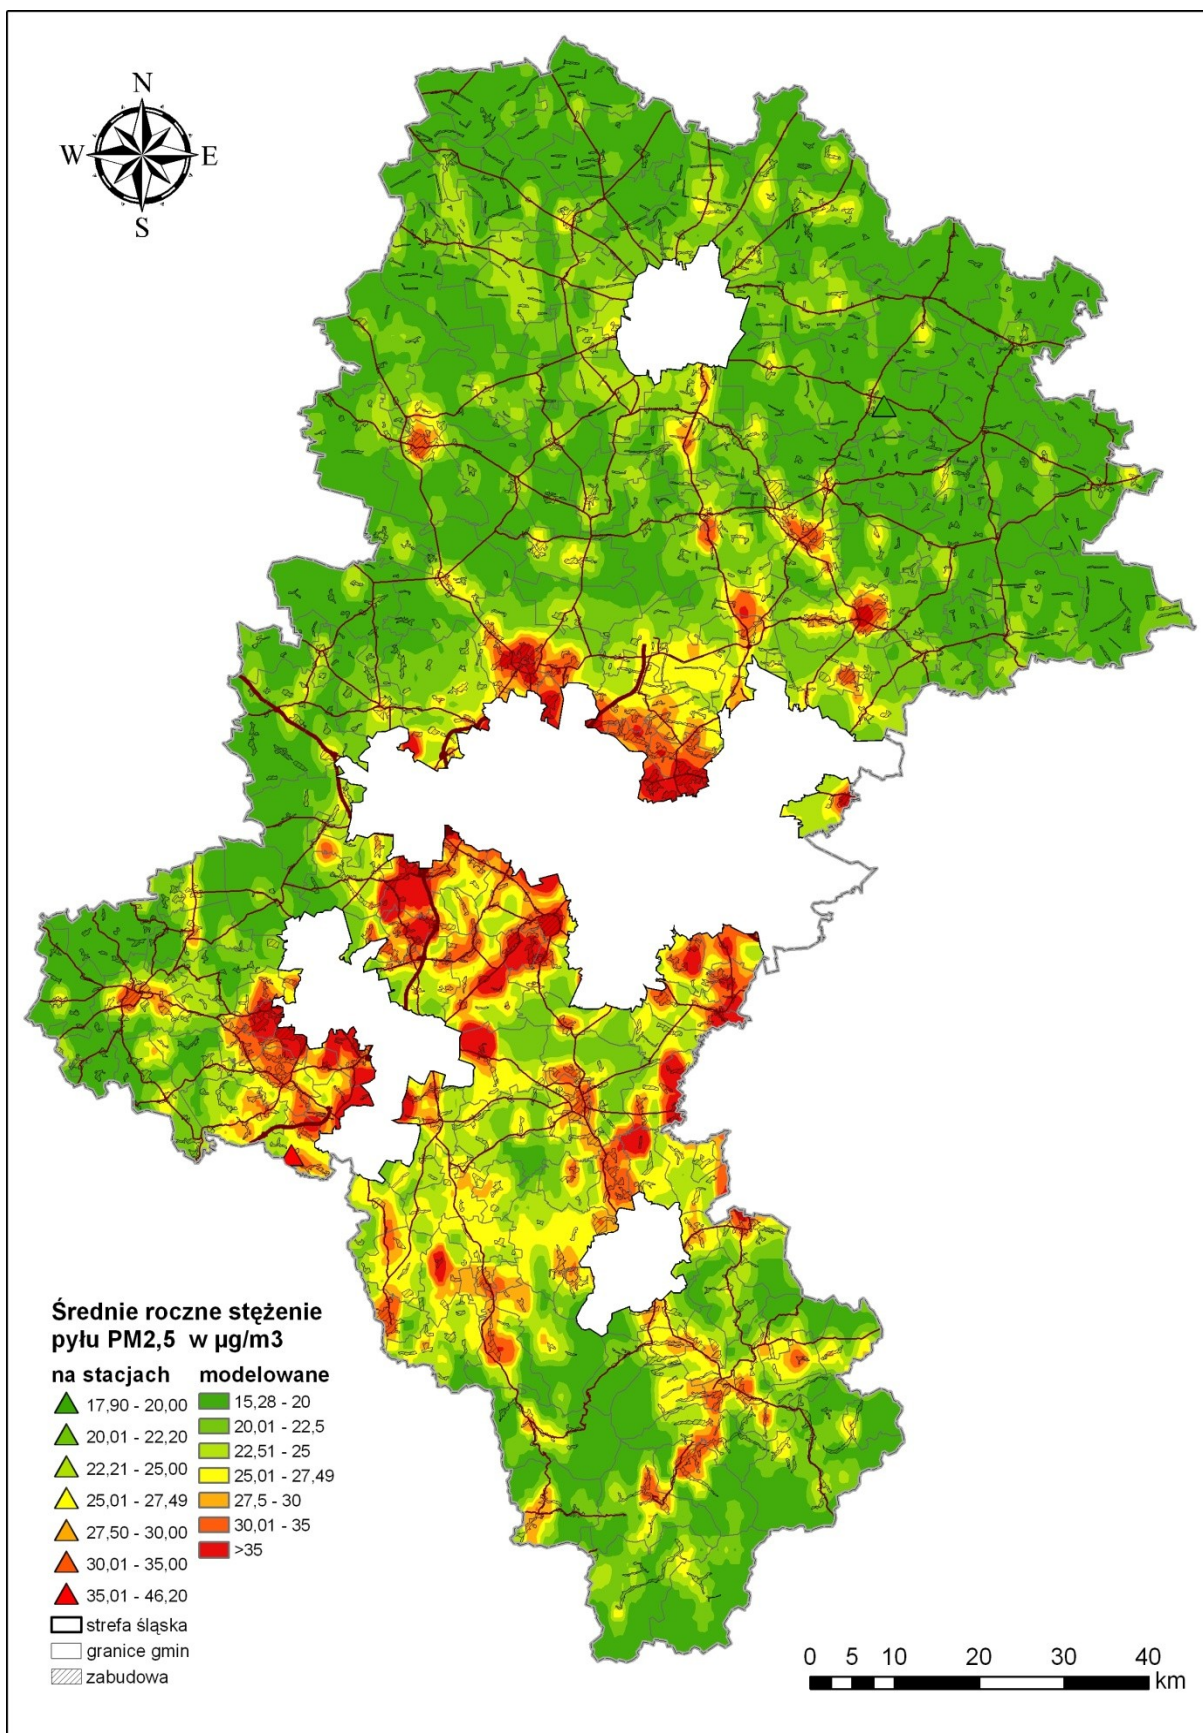 N
W E
S
Średnie roczne stężenie
pyłu PM2,5 w µg/m3
na stacjach
17,90 - 20,00
20,01 - 22,20
22,21 - 25,00
25,01 - 27,49
27,50 - 30,00
30,01 - 35,00
35,01 - 46,20
strefa śląska
granice gmin
zabudowa
modelowane
15,28 - 20
20,01 - 22,5
22,51 - 25
25,01 - 27,49
27,5 - 30
30,01 - 35
>35
0 5 10 20 30 40
km